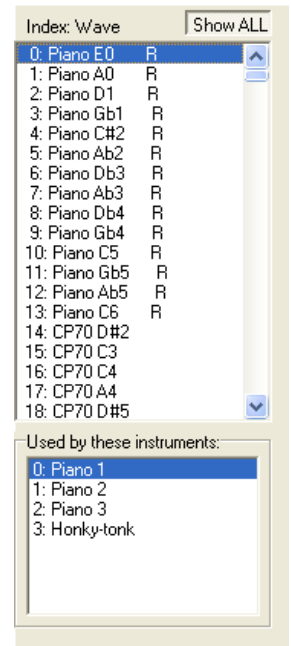 Index: Wave Show ALL
0: Piano E0 R
1: Piano A0 R
2: Piano D1 R
3: Piano Gb1 R
4: Piano C#2 R
5: Piano Ab2 R
6: Piano Db3 R
7: Piano Ab3 R
8: Piano Db4 R
9: Piano Gb4 R
10: Piano C5 R
11: Piano Gb5 R
12: Piano Ab5 R
13: Piano C6 R
14: CP70 D#2
15: CP70 C3
16: CP70 C4
17: CP70 A4
18: CP70 D#5
Used by these instruments:
0: Piano 1
1: Piano 2
2: Piano 3
3: Honky-tonk